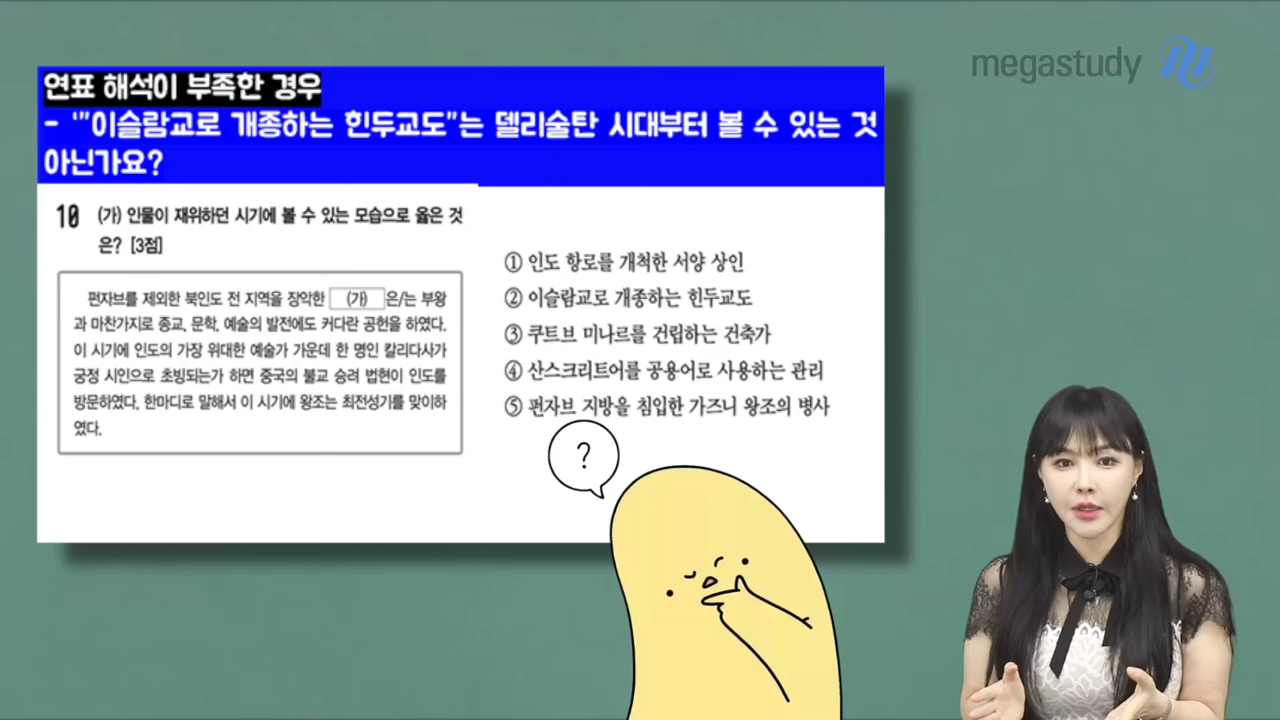 megastudy
연표 해석이 부족한 경우
- '"이슬람교로 개종하는 힌두교도"는 델리술탄 시대부터 볼 수 있는 것
아닌가요?
10 (가) 인물이 재위하던 시기에 볼 수 있는 모습으로 옳은 것
은? [3점]
펀자브를 제외한 북인도 전 지역을 장악한 (가) 은/는 부왕
과 마찬가지로 종교, 문학, 예술의 발전에도 커다란 공헌을 하였다.
이 시기에 인도의 가장 위대한 예술가 가운데 한 명인 칼리다사가
궁정 시인으로 초빙되는가 하면 중국의 불교 승려 법현이 인도를
방문하였다. 한마디로 말해서 이 시기에 왕조는 최전성기를 맞이하
였다.
① 인도 항로를 개척한 서양 상인
② 이슬람교로 개종하는 힌두교도
③ 쿠트브 미나르를 건립하는 건축가
④ 산스크리트어를 공용어로 사용하는 관리
⑤ 펀자브 지방을 침입한 가즈니 왕조의 병사
?